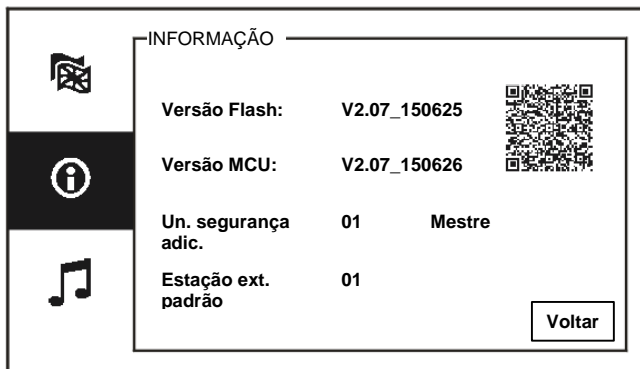 INFORMAÇÃO
Versão Flash: V2.07_150625
Versão MCU: V2.07_150626
Un. segurança 01 Mestre
adic.
Estação ext. 01
padrão
Voltar